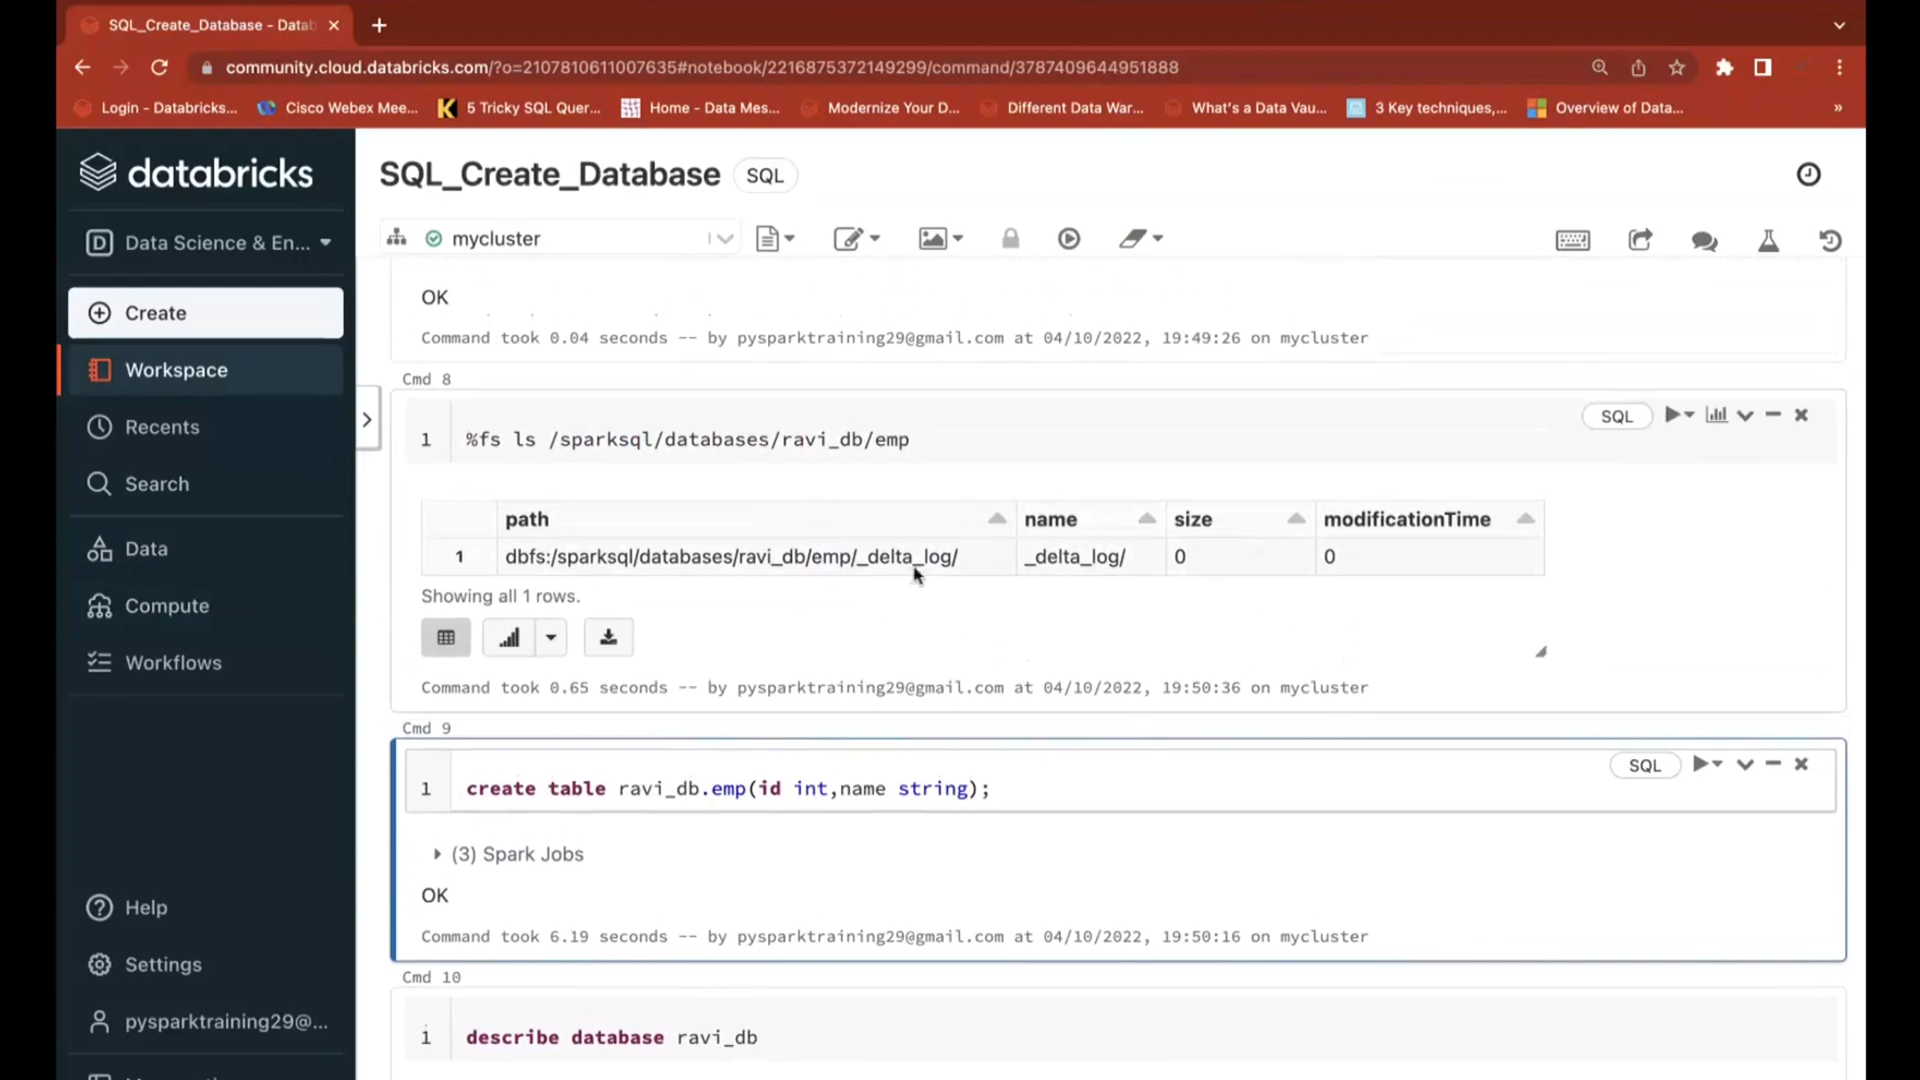 SQL_Create_Database - Datab
community.cloud.databricks.com/?o=2107810611007635#notebook/2216875372149299/command/3787409644951888
Login – Databricks... Cisco Webex Mee... 5 Tricky SQL Quer... Home - Data Mes... Modernize Your D... Different Data War... What's a Data Vau... 3 Key techniques,... Overview of Data... »
databricks
Data Science & En...
Create
Workspace
Recents
Search
Data
Compute
Workflows
Help
Settings
pysparktraining29@...
SQL_Create_Database SQL
mycluster
OK
Command took 0.04 seconds -- by pysparktraining29@gmail.com at 04/10/2022, 19:49:26 on mycluster
Cmd 8
SQL
1 %fs ls /sparksql/databases/ravi_db/emp
path name size modificationTime
1 dbfs:/sparksql/databases/ravi_db/emp/_delta_log/ _delta_log/ 0 0
Showing all 1 rows.
Command took 0.65 seconds -- by pysparktraining29@gmail.com at 04/10/2022, 19:50:36 on mycluster
Cmd 9
SQL
1 create table ravi_db.emp(id int,name string);
(3) Spark Jobs
OK
Command took 6.19 seconds -- by pysparktraining29@gmail.com at 04/10/2022, 19:50:16 on mycluster
Cmd 10
1 describe database ravi_db